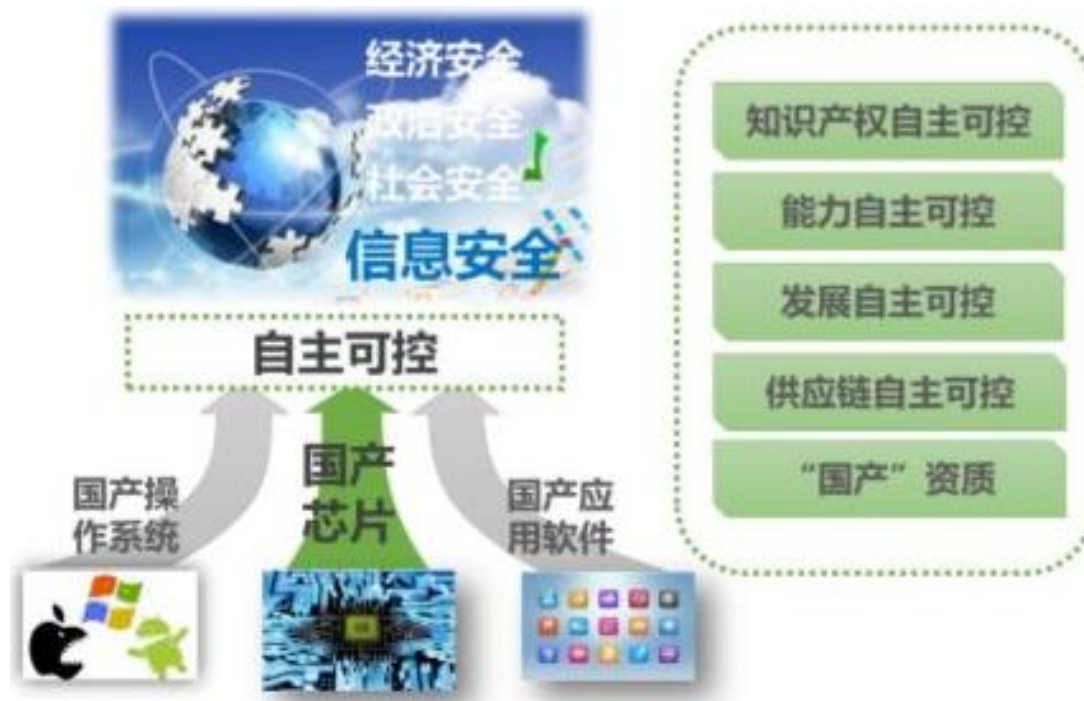 经济安全
政治安全
社会安全
信息安全
自主可控
国产操
作系统
国产
芯片
国产应
用软件
知识产权自主可控
能力自主可控
发展自主可控
供应链自主可控
“国产”资质